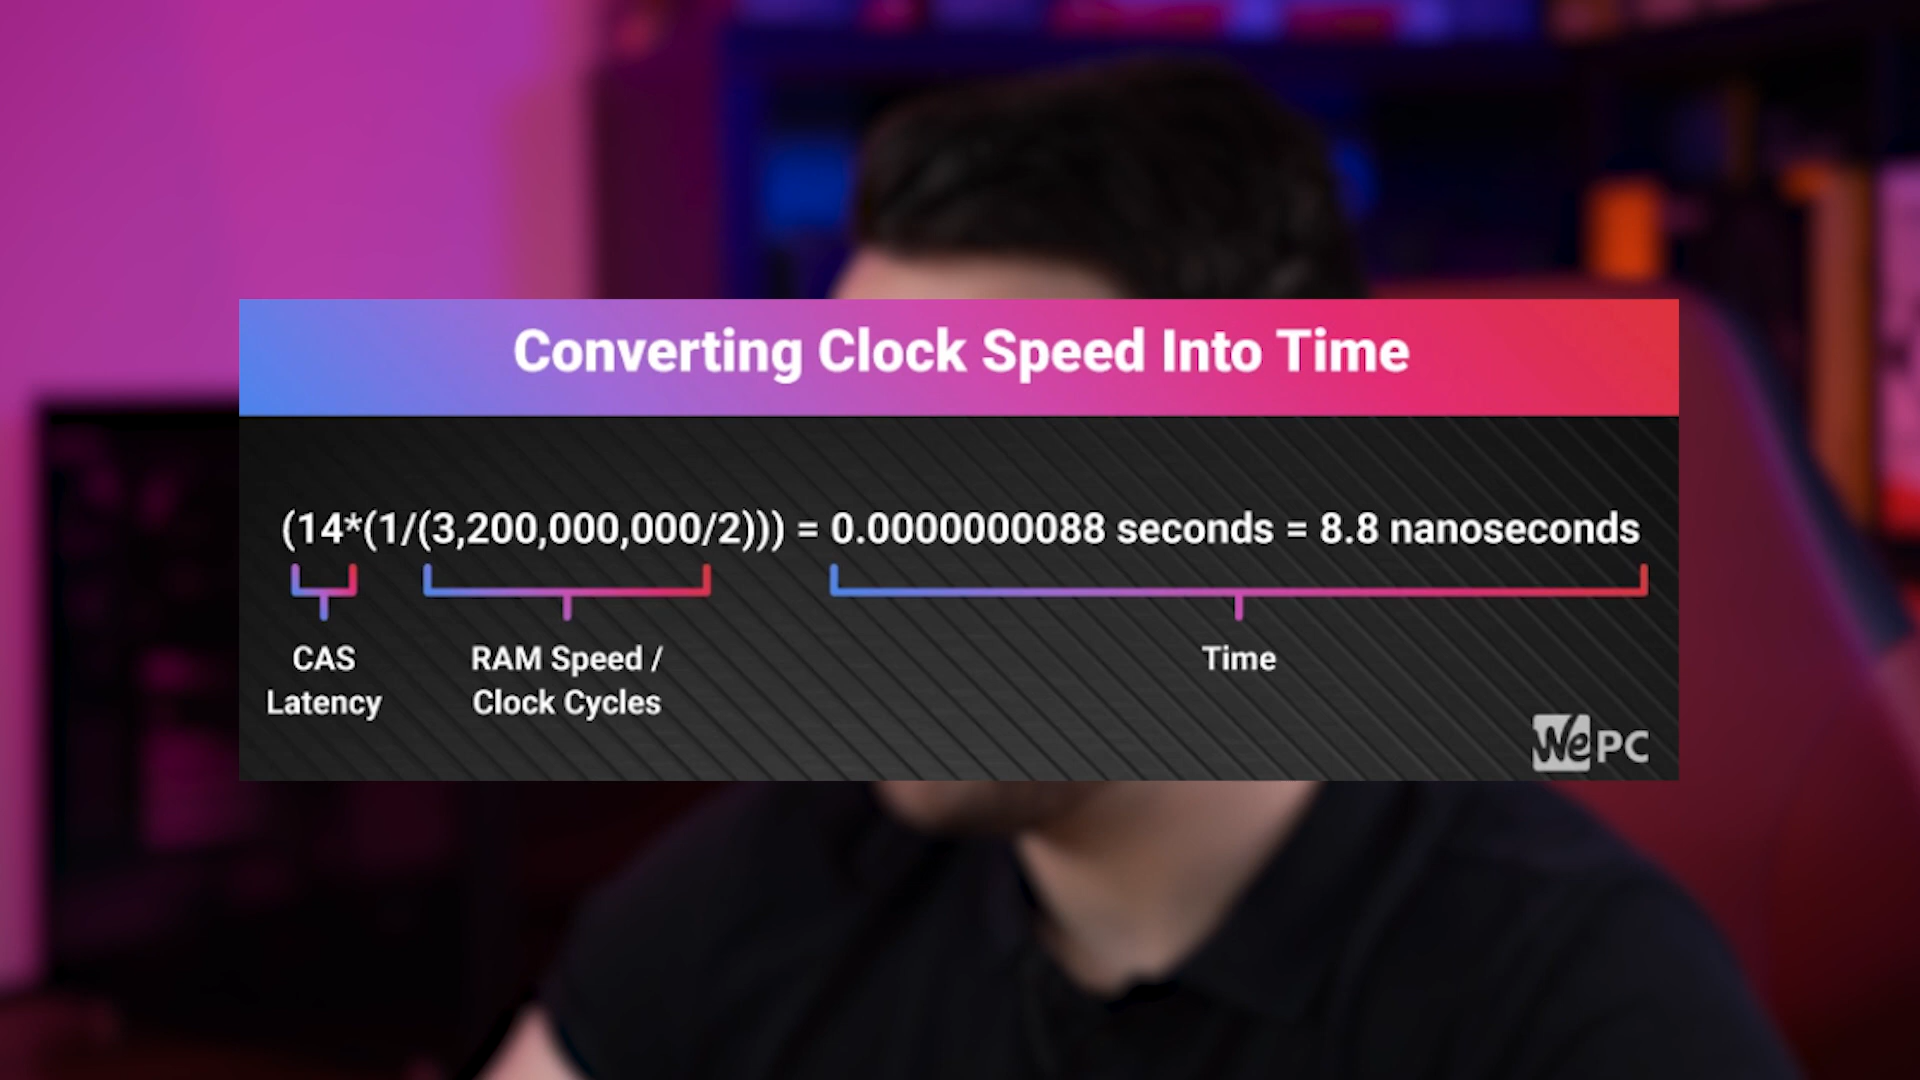 Converting Clock Speed Into Time
(14*(1/(3,200,000,000/2))) = 0.0000000088 seconds = 8.8 nanoseconds
CAS
Latency
RAM Speed /
Clock Cycles
Time
WePC